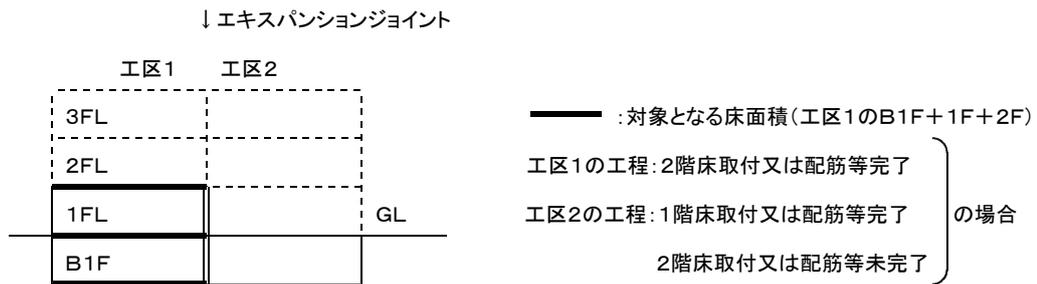 ↓エキスパンションジョイント
工区1 工区2
3FL
2FL
1FL
GL
B1F
:対象となる床面積(工区1のB1F+1F+2F)
工区1の工程:2階床取付又は配筋等完了
工区2の工程:1階床取付又は配筋等完了
2階床取付又は配筋等未完了
の場合